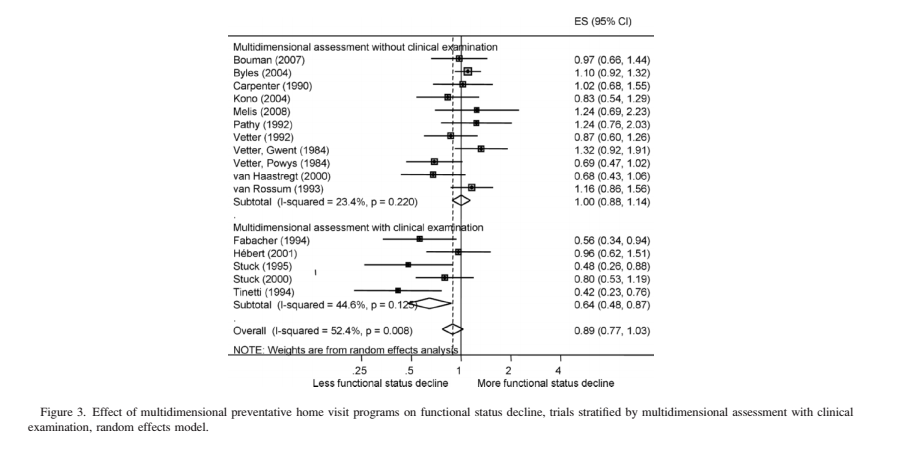 ES (95% CI)
Multidimensional assessment without clinical examination
Bouman (2007) 0.97 (0.66, 1.44)
Byles (2004) 1.10 (0.92, 1.32)
Carpenter (1990) 1.02 (0.68, 1.55)
Kono (2004) 0.83 (0.54, 1.29)
Melis (2008) 1.24 (0.69, 2.23)
Pathy (1992) 1.24 (0.76, 2.03)
Vetter (1992) 0.87 (0.60, 1.26)
Vetter, Gwent (1984) 1.32 (0.92, 1.91)
Vetter, Powys (1984) 0.69 (0.47, 1.02)
van Haastregt (2000) 0.68 (0.43, 1.06)
van Rossum (1993) 1.16 (0.86, 1.56)
Subtotal (I-squared = 23.4%, p = 0.220) 1.00 (0.88, 1.14)
.
Multidimensional assessment with clinical examination
Fabacher (1994) 0.56 (0.34, 0.94)
Hébert (2001) 0.96 (0.62, 1.51)
Stuck (1995) 0.48 (0.26, 0.88)
Stuck (2000) 0.80 (0.53, 1.19)
Tinetti (1994) 0.42 (0.23, 0.76)
Subtotal (I-squared = 44.6%, p = 0.125) 0.64 (0.48, 0.87)
.
Overall (I-squared = 52.4%, p = 0.008) 0.89 (0.77, 1.03)
NOTE: Weights are from random effects analysis
.25 .5 1 2 4
Less functional status decline More functional status decline
Figure 3. Effect of multidimensional preventative home visit programs on functional status decline, trials stratified by multidimensional assessment with clinical
examination, random effects model.